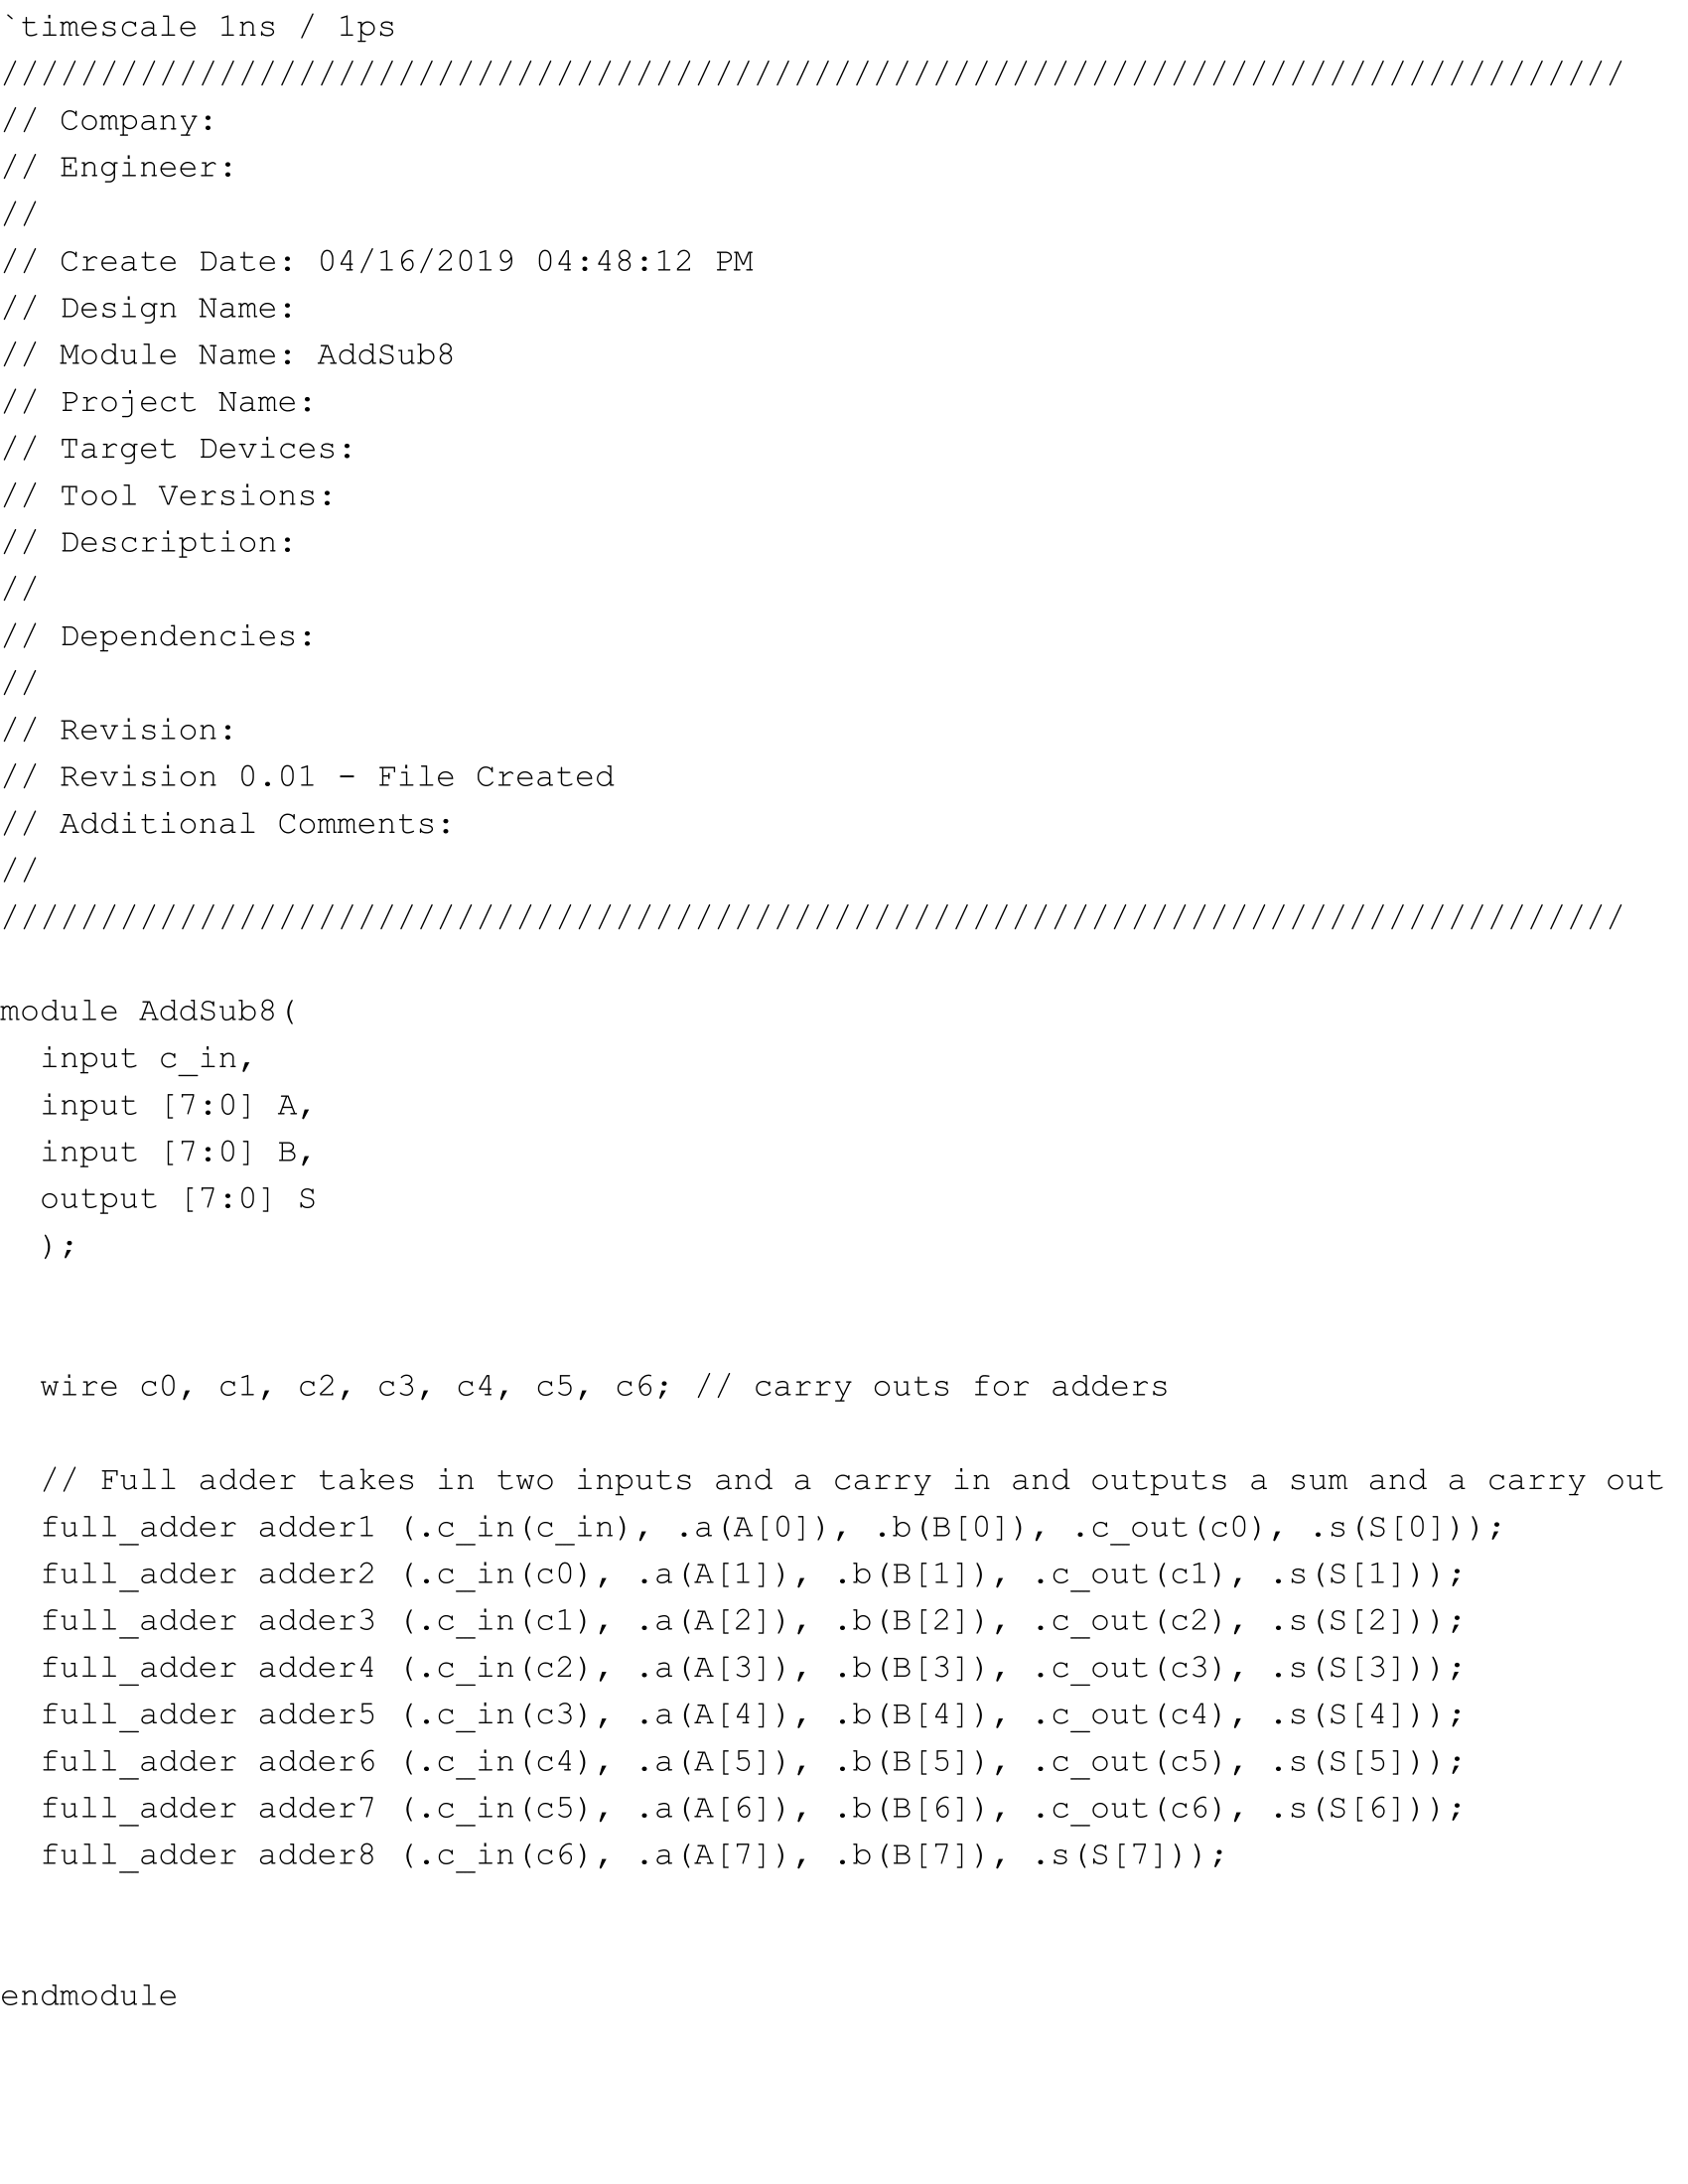 `timescale 1ns / 1ps
//////////////////////////////////////////////////////////////////////////////////
// Company:
// Engineer:
//
// Create Date: 04/16/2019 04:48:12 PM
// Design Name:
// Module Name: AddSub8
// Project Name:
// Target Devices:
// Tool Versions:
// Description:
//
// Dependencies:
//
// Revision:
// Revision 0.01 - File Created
// Additional Comments:
//
//////////////////////////////////////////////////////////////////////////////////
module AddSub8(
  input c_in,
  input [7:0] A,
  input [7:0] B,
  output [7:0] S
  );
  wire c0, c1, c2, c3, c4, c5, c6; // carry outs for adders
  // Full adder takes in two inputs and a carry in and outputs a sum and a carry out
  full_adder adder1 (.c_in(c_in), .a(A[0]), .b(B[0]), .c_out(c0), .s(S[0]));
  full_adder adder2 (.c_in(c0), .a(A[1]), .b(B[1]), .c_out(c1), .s(S[1]));
  full_adder adder3 (.c_in(c1), .a(A[2]), .b(B[2]), .c_out(c2), .s(S[2]));
  full_adder adder4 (.c_in(c2), .a(A[3]), .b(B[3]), .c_out(c3), .s(S[3]));
  full_adder adder5 (.c_in(c3), .a(A[4]), .b(B[4]), .c_out(c4), .s(S[4]));
  full_adder adder6 (.c_in(c4), .a(A[5]), .b(B[5]), .c_out(c5), .s(S[5]));
  full_adder adder7 (.c_in(c5), .a(A[6]), .b(B[6]), .c_out(c6), .s(S[6]));
  full_adder adder8 (.c_in(c6), .a(A[7]), .b(B[7]), .s(S[7]));
endmodule